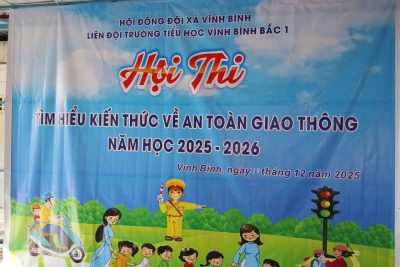 HỘI ĐỒNG ĐỘI XÃ VĨNH BÌNH
LIÊN ĐỘI TRƯỜNG TIỂU HỌC VĨNH BÌNH BẮC 1
Hội Thi
TÌM HIỂU KIẾN THỨC VỀ AN TOÀN GIAO THÔNG
NĂM HỌC 2025 - 2026
Vĩnh Bình, ngày tháng 12 năm 2025